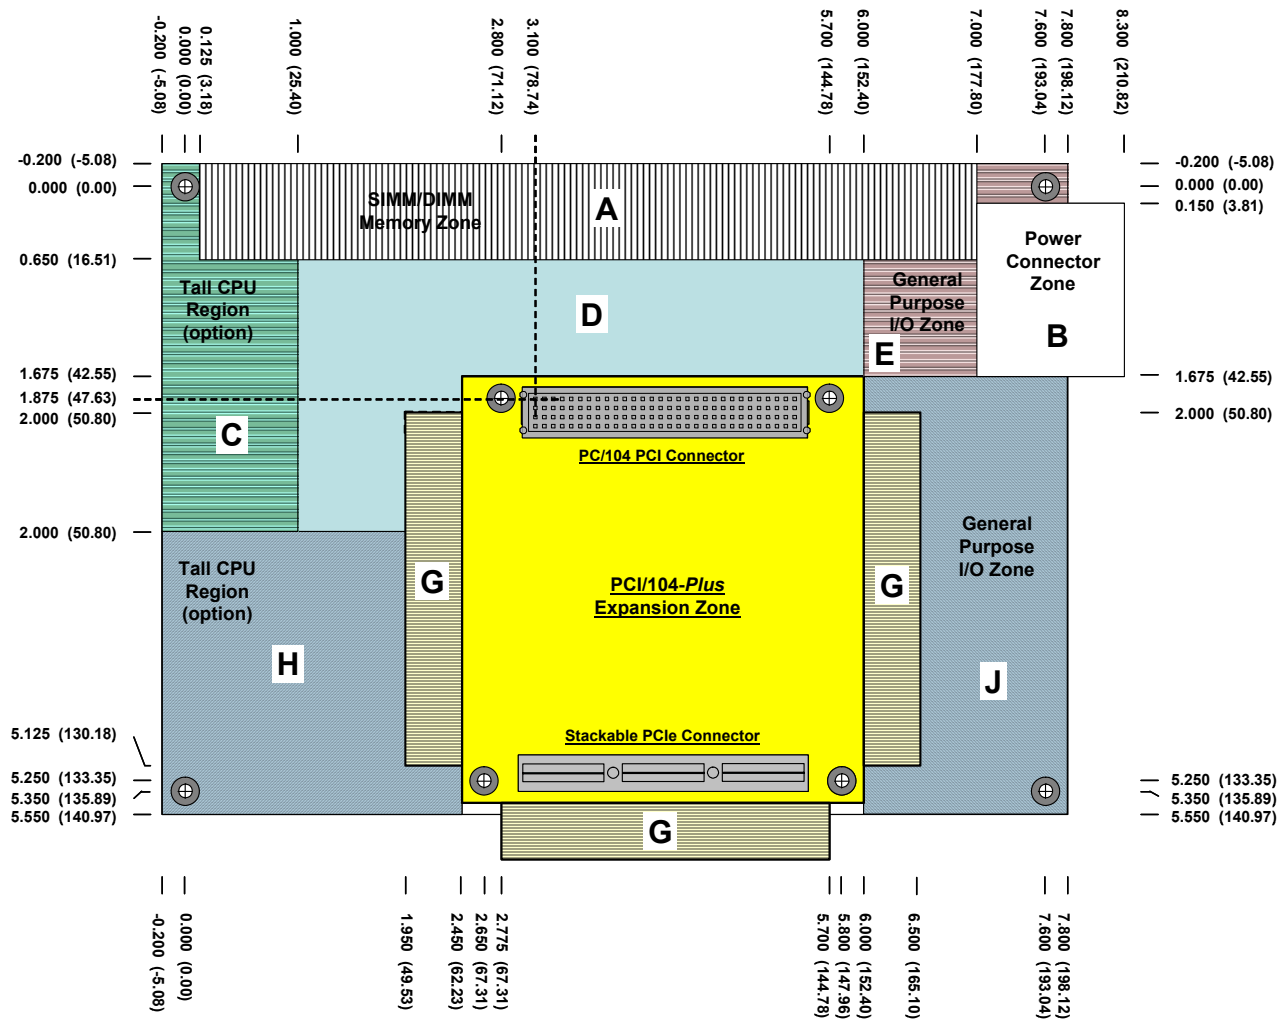 -0.200 (-5.08)
0.000 (0.00)
0.125 (3.18)
1.000 (25.40)
2.800 (71.12)
3.100 (78.74)
5.700 (144.78)
6.000 (152.40)
7.000 (177.80)
7.600 (193.04)
7.800 (198.12)
8.300 (210.82)
-0.200 (-5.08)
0.000 (0.00)
0.650 (16.51)
1.675 (42.55)
1.875 (47.63)
2.000 (50.80)
2.000 (50.80)
5.125 (130.18)
5.250 (133.35)
5.350 (135.89)
5.550 (140.97)
SIMM/DIMM
Memory Zone
A
Power
Connector
Zone
B
Tall CPU
Region
(option)
C
D
General
Purpose
I/O Zone
E
PC/104 PCI Connector
PCI/104-Plus
Expansion Zone
Stackable PCIe Connector
G
G
G
Tall CPU
Region
(option)
H
General
Purpose
I/O Zone
J
-0.200 (-5.08)
0.000 (0.00)
0.150 (3.81)
1.675 (42.55)
2.000 (50.80)
5.250 (133.35)
5.350 (135.89)
5.550 (140.97)
-0.200 (-5.08)
0.000 (0.00)
1.950 (49.53)
2.450 (62.23)
2.650 (67.31)
2.775 (67.31)
5.700 (144.78)
5.800 (147.96)
6.000 (152.40)
6.500 (165.10)
7.600 (193.04)
7.800 (198.12)